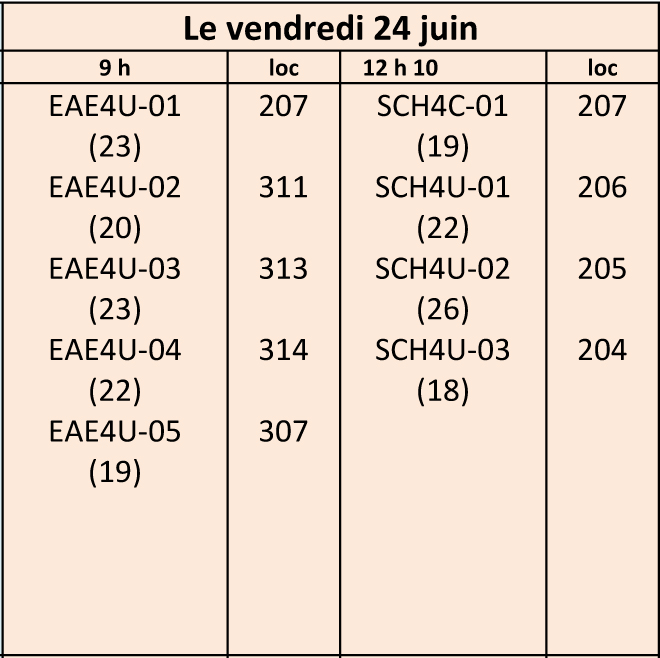 Le vendredi 24 juin
9 h loc 12 h 10 loc
EAE4U-01 207 SCH4C-01 207
(23) (19)
EAE4U-02 311 SCH4U-01 206
(20) (22)
EAE4U-03 313 SCH4U-02 205
(23) (26)
EAE4U-04 314 SCH4U-03 204
(22) (18)
EAE4U-05 307
(19)